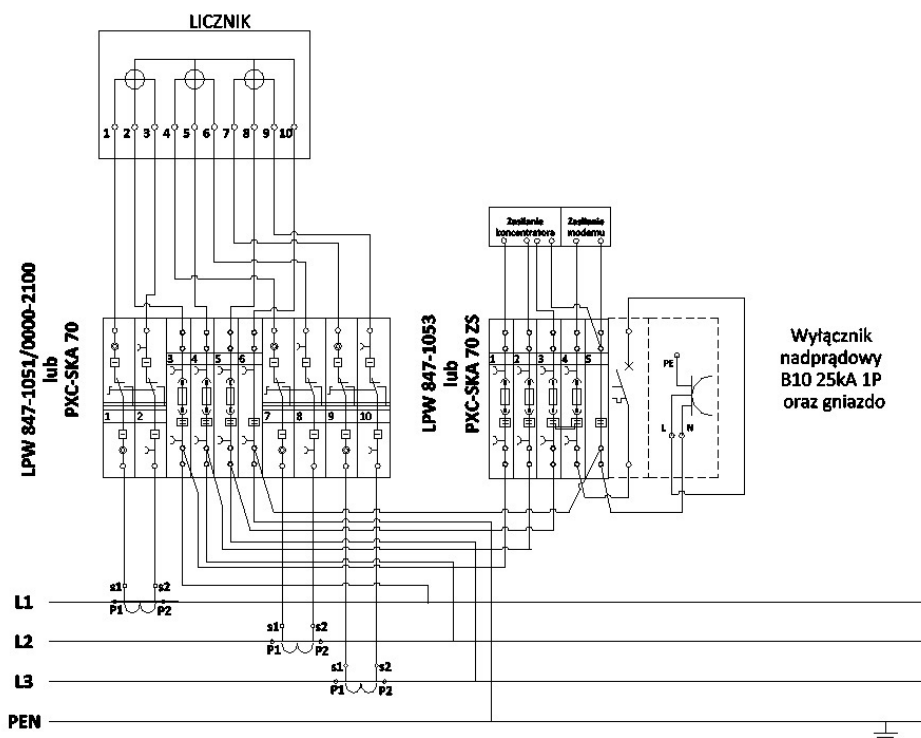 LICZNIK
1 2 3 4 5 6 7 8 9 10
Zasilanie
koncentratora
Zasilanie
modemu
LPW 847-1051/0000-2100
lub
PXC-SKA 70
3 4 5 6
1 2
7 8 9 10
LPW 847-1053
lub
PXC-SKA 70 ZS
1 2 3 4 5
PE
L N
Wyłącznik
nadprądowy
B10 25kA 1P
oraz gniazdo
s1 s2
L1
P1 P2
s1 s2
L2
P1 P2
s1 s2
L3
P1 P2
PEN